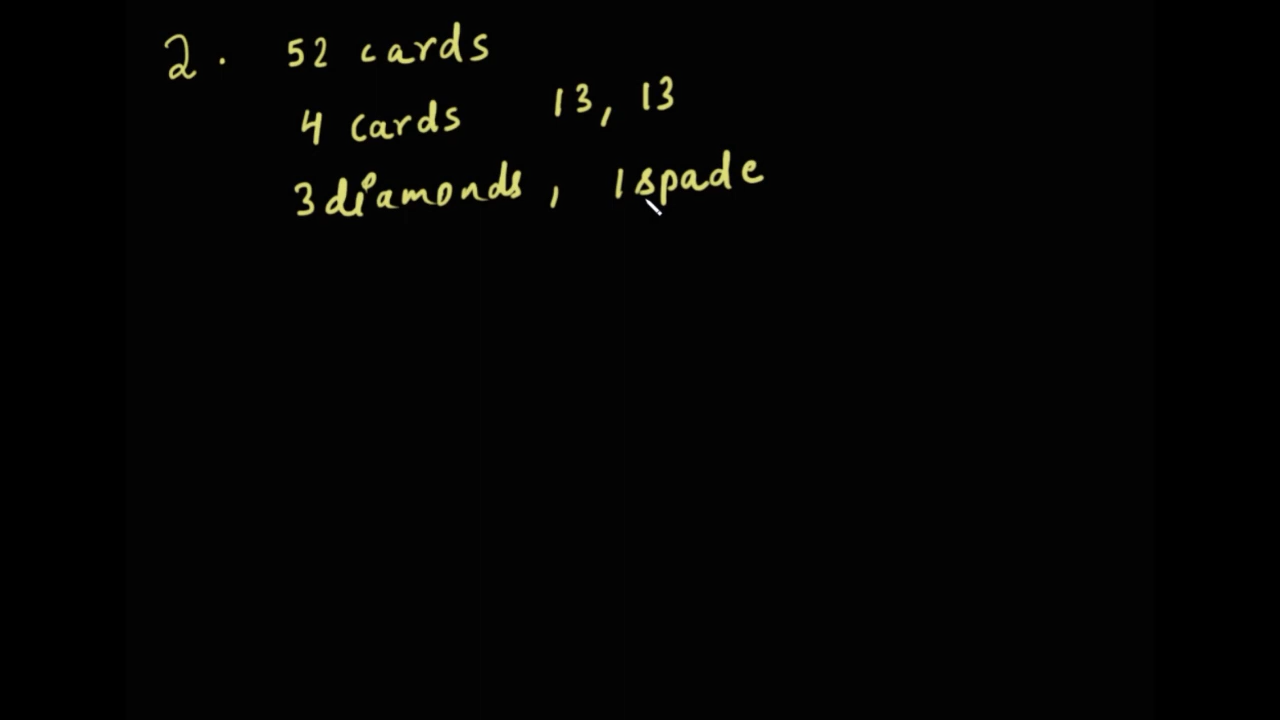 2. 52 cards
4 cards 13, 13
3 diamonds, 1 spade